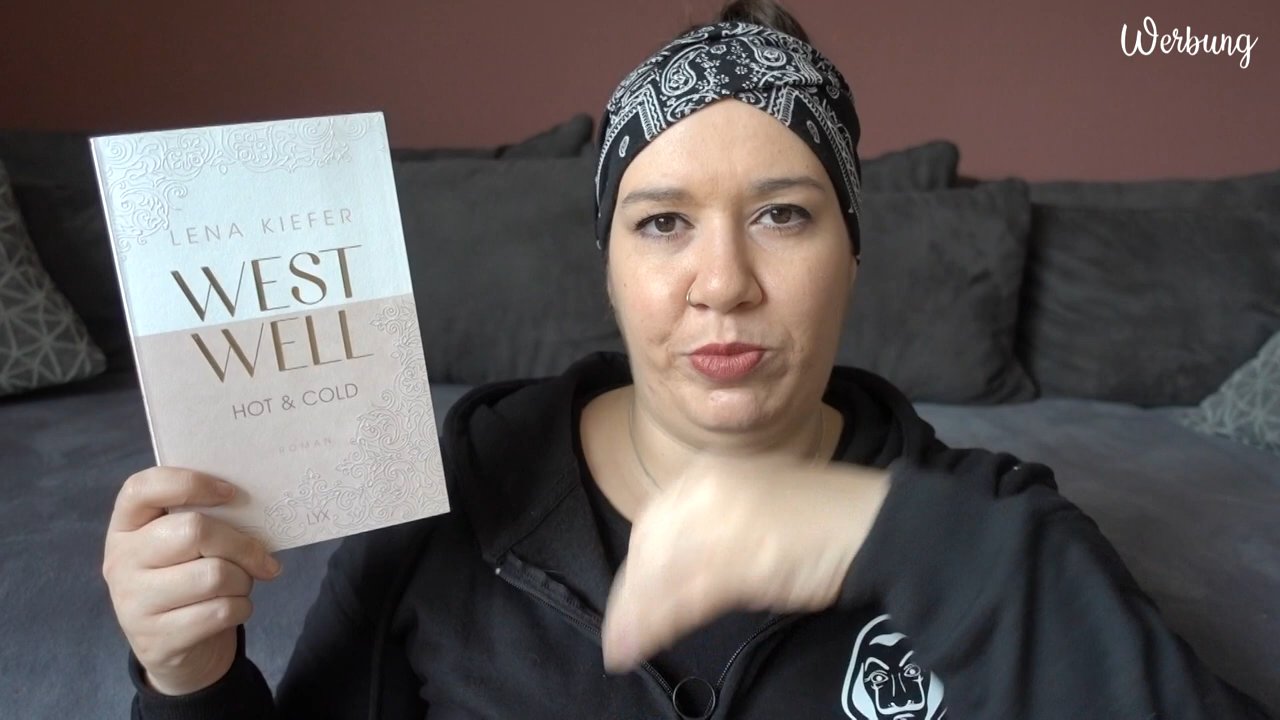 Werbung
LENA KIEFER
WEST
WELL
HOT & COLD
ROMAN
LYX